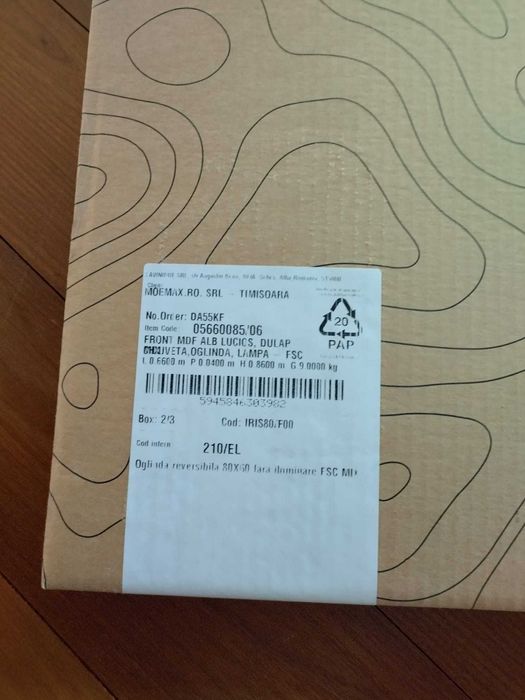 MOEMAX.RO. SRL - TIMISOARA
No.Order: DA55KF
Item Code: 05660085/06
FRONT MDF ALB LUCIOS, DULAP
CHIUVETA,OGLINDA, LAMPA - FSC
L 0.6600 m P 0.0400 m H 0.8600 m G 9.0000 kg
20
PAP
5945846303982
Box: 2/3 Cod: IRIS80/F00
Cod intern: 210/EL
Oglinda reversibila 80X60 fara iluminare FSC MIX